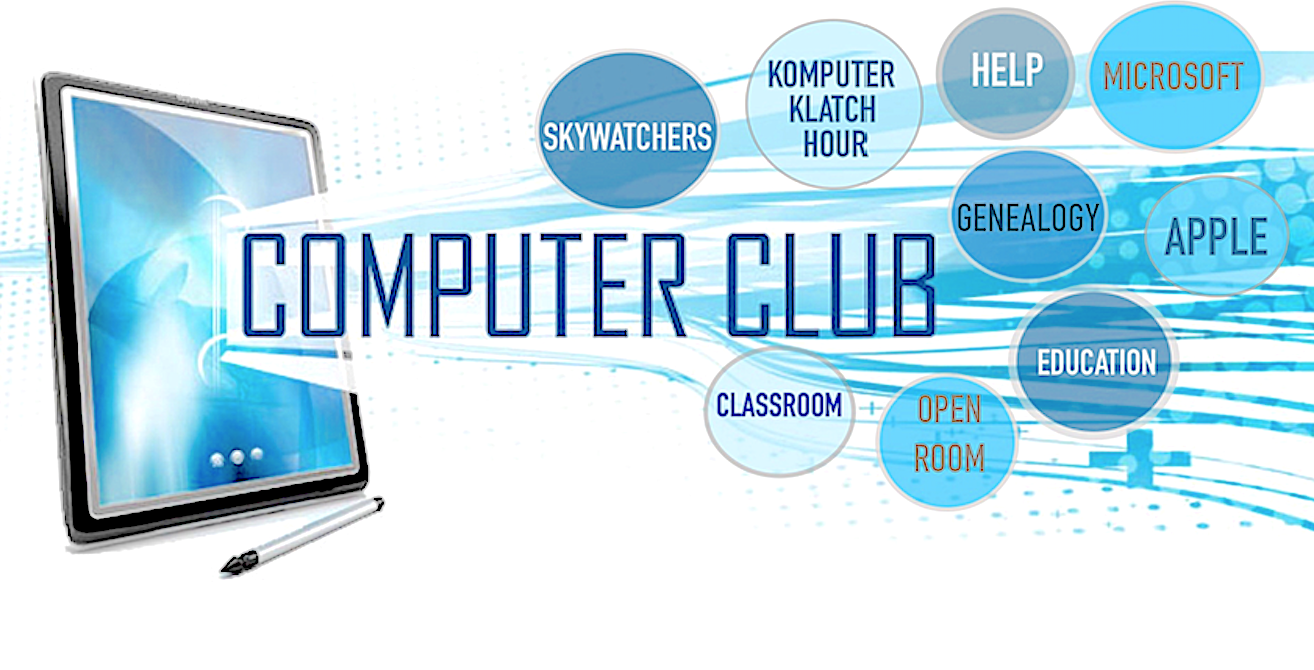 SKYWATCHERS
KOMPUTER
KLATCH
HOUR
HELP
MICROSOFT
GENEALOGY
APPLE
COMPUTER CLUB
EDUCATION
CLASSROOM
OPEN
ROOM